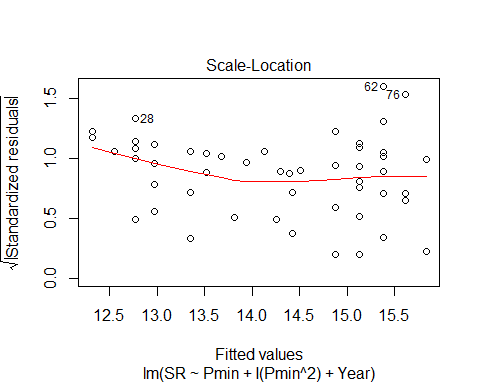 Scale-Location
√|Standardized residuals|
0.0
0.5
1.0
1.5
28
62
76
12.5 13.0 13.5 14.0 14.5 15.0 15.5
Fitted values
lm(SR ~ Pmin + I(Pmin^2) + Year)